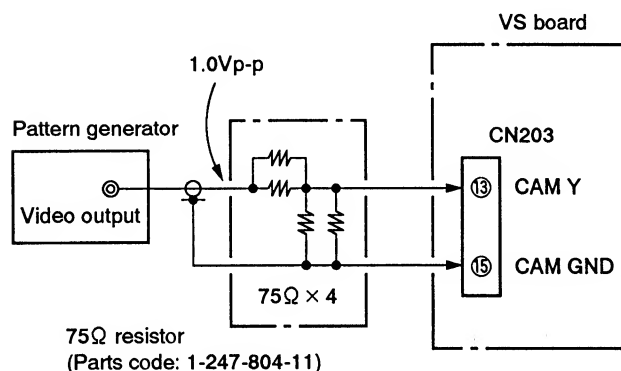 VS board
1.0Vp-p
Pattern generator
CN203
Video output
⑬ CAM Y
⑮ CAM GND
75Ω × 4
75Ω resistor
(Parts code: 1-247-804-11)